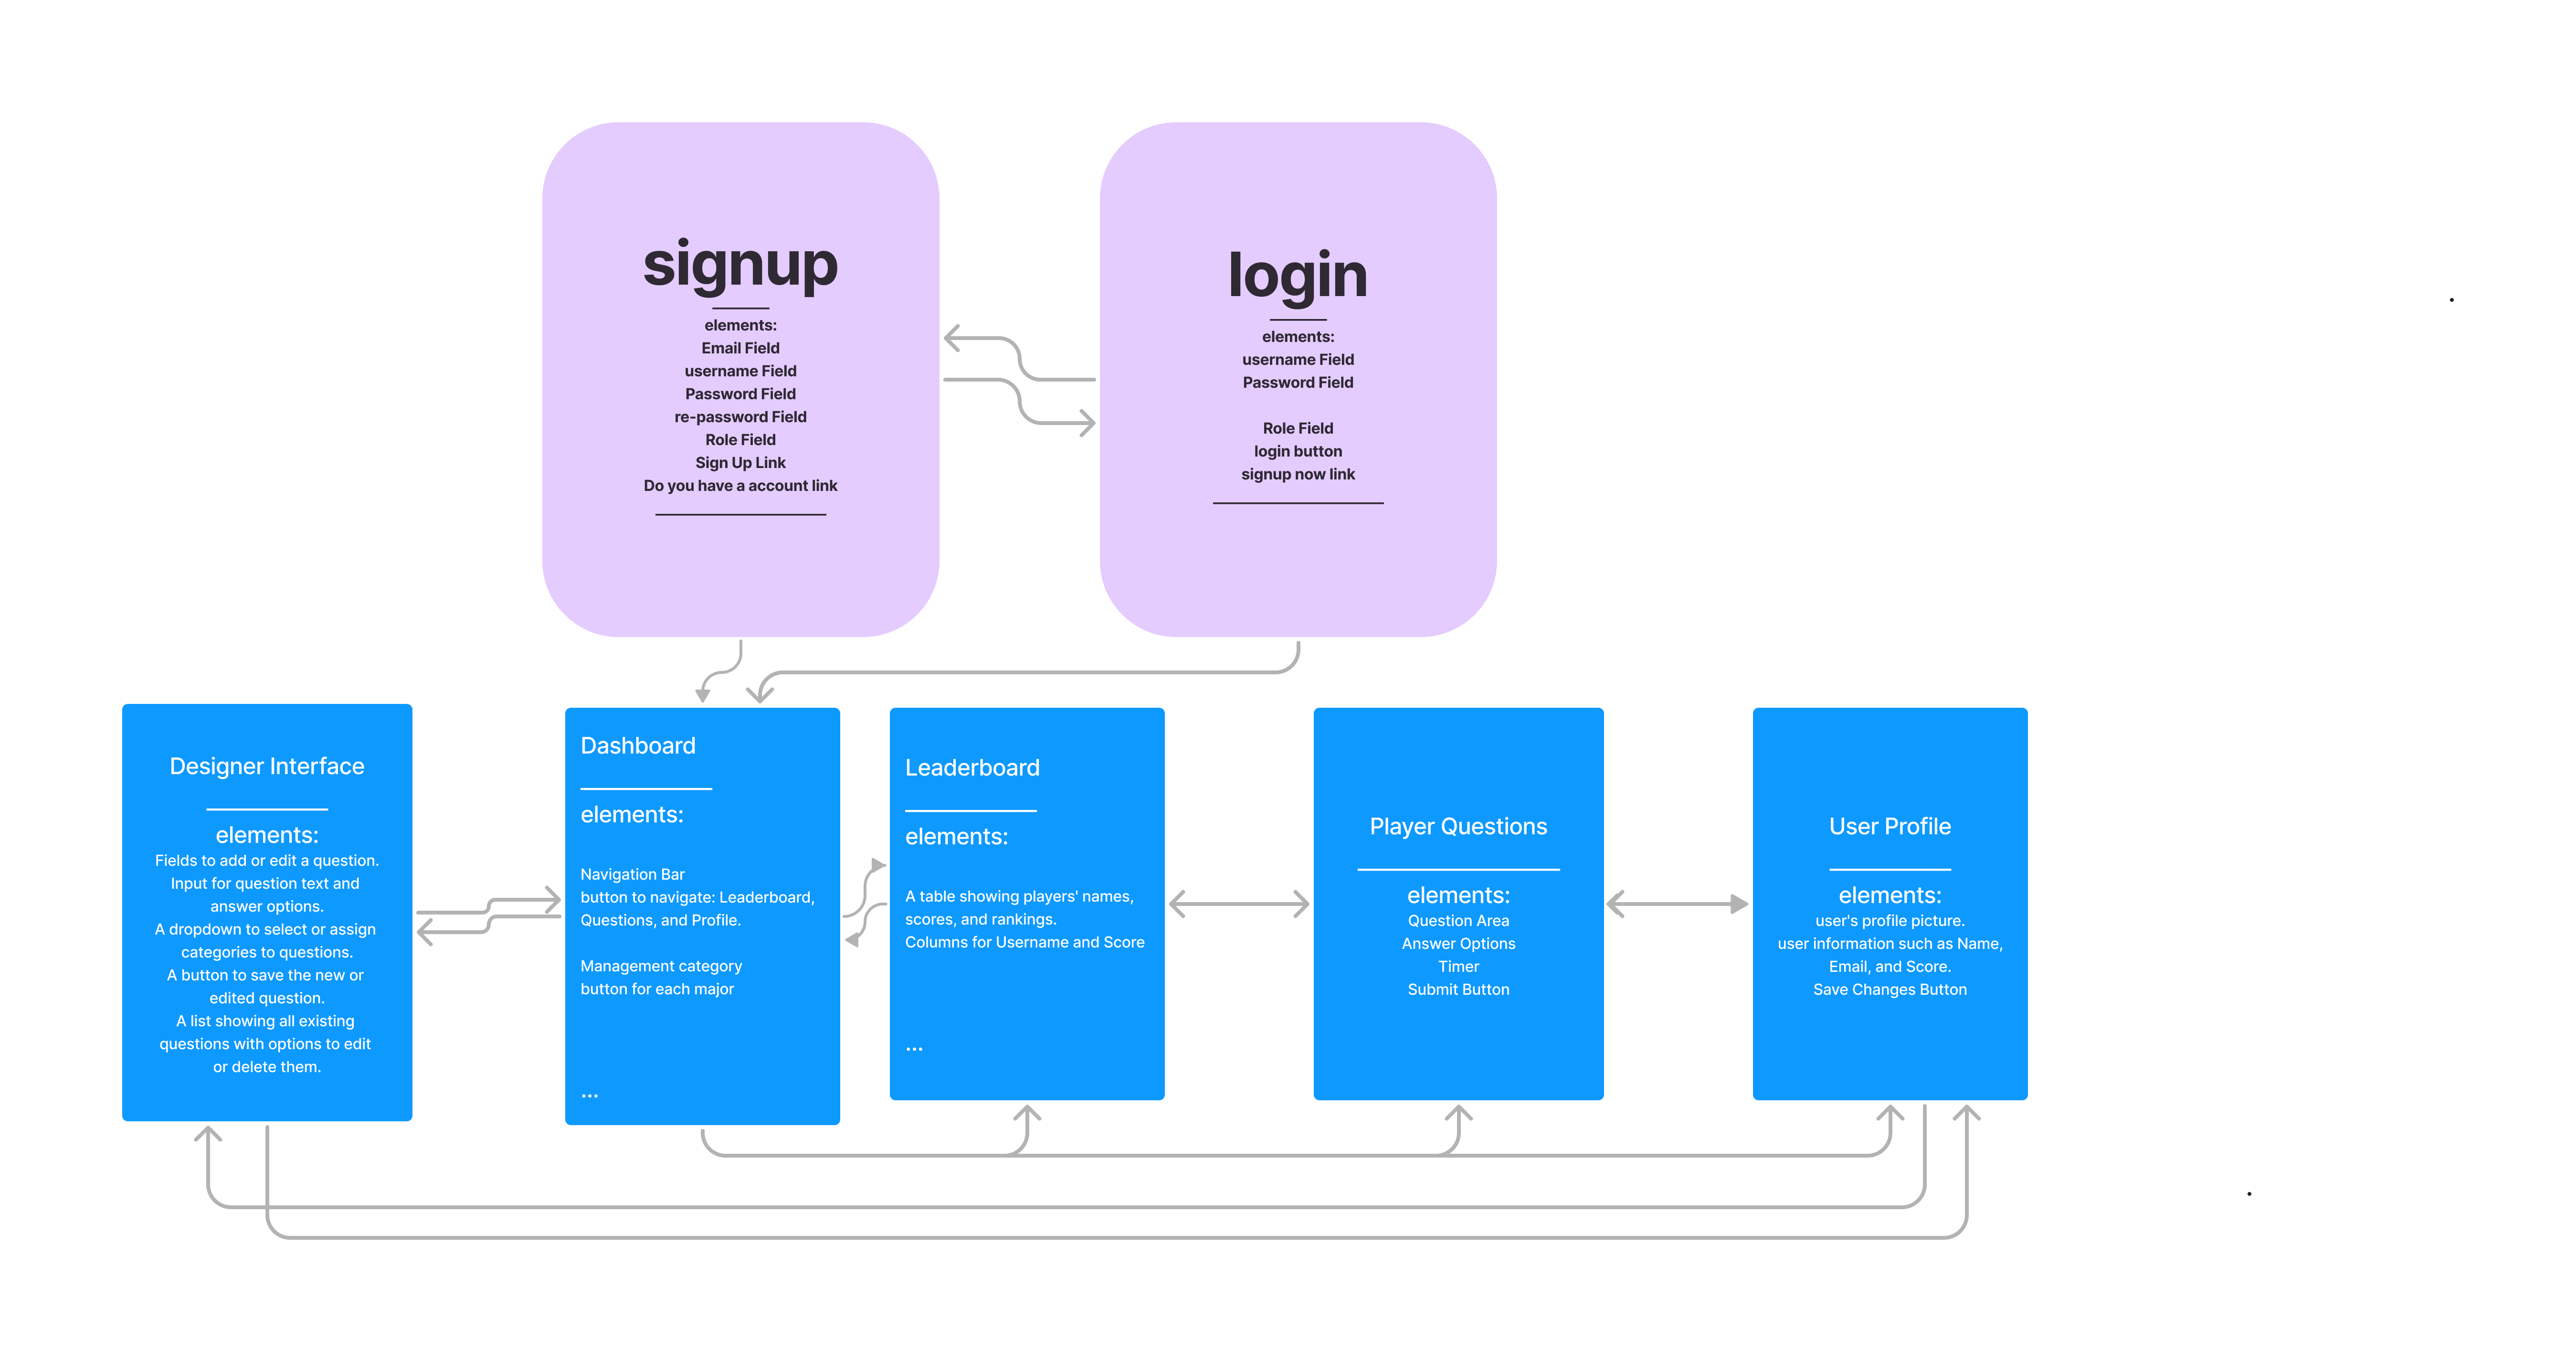 signup
elements:
Email Field
username Field
Password Field
re-password Field
Role Field
Sign Up Link
Do you have a account link
login
elements:
username Field
Password Field
Role Field
login button
signup now link
Designer Interface
elements:
Fields to add or edit a question.
Input for question text and
answer options.
A dropdown to select or assign
categories to questions.
A button to save the new or
edited question.
A list showing all existing
questions with options to edit
or delete them.
Dashboard
elements:
Navigation Bar
button to navigate: Leaderboard,
Questions, and Profile.
Management category
button for each major
...
Leaderboard
elements:
A table showing players' names,
scores, and rankings.
Columns for Username and Score
...
Player Questions
elements:
Question Area
Answer Options
Timer
Submit Button
User Profile
elements:
user's profile picture.
user information such as Name,
Email, and Score.
Save Changes Button